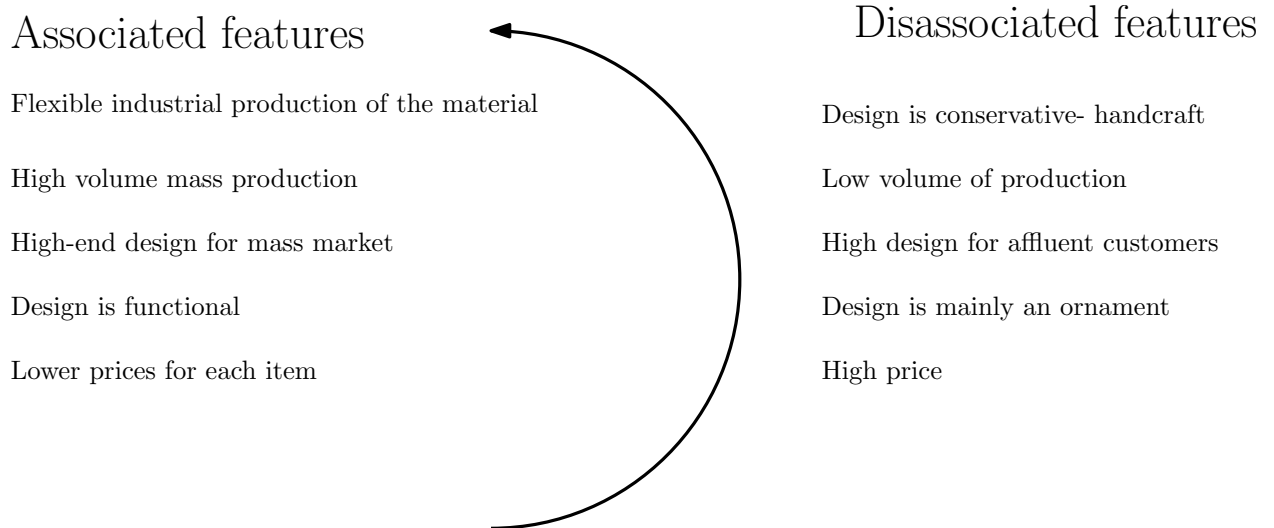 Associated features
Flexible industrial production of the material
High volume mass production
High-end design for mass market
Design is functional
Lower prices for each item
Disassociated features
Design is conservative- handcraft
Low volume of production
High design for affluent customers
Design is mainly an ornament
High price